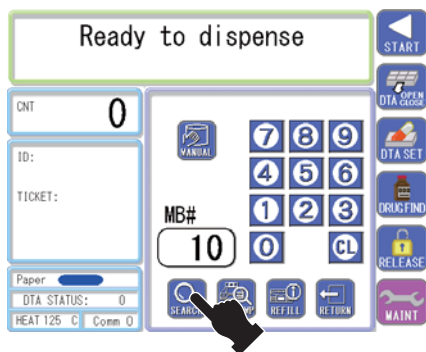 Ready to dispense
START
CNT 0
DTA OPEN
CLOSE
ID:
TICKET:
MANUAL
7 8 9
4 5 6
1 2 3
0 CL
MB#
10
DTA SET
DRUG FIND
RELEASE
Paper
DTA STATUS: 0
HEAT 125 C Comm 0
SEARCH
REFILL
RETURN
MAINT